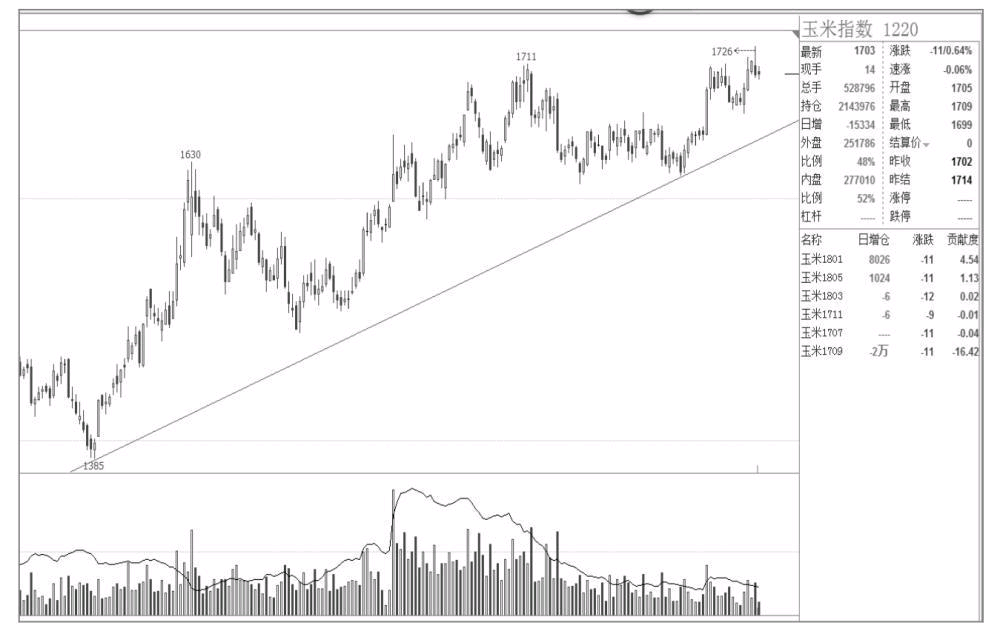 玉米指数 1220
1726
1711
1630
1385
最新 1703 涨跌 -11/0.64%
现手 14 速涨 -0.06%
总手 528796 开盘 1705
持仓 2143976 最高 1709
日增 -15334 最低 1699
外盘 251786 结算价 0
比例 48% 昨收 1702
内盘 277010 昨结 1714
比例 52% 涨停 -----
杠杆 ----- 跌停 -----
名称 日增仓 涨跌 贡献度
玉米1801 8026 -11 4.54
玉米1805 1024 -11 1.13
玉米1803 -6 -12 0.02
玉米1711 -6 -9 -0.01
玉米1707 ---- -11 -0.04
玉米1709 -2万 -11 -16.42